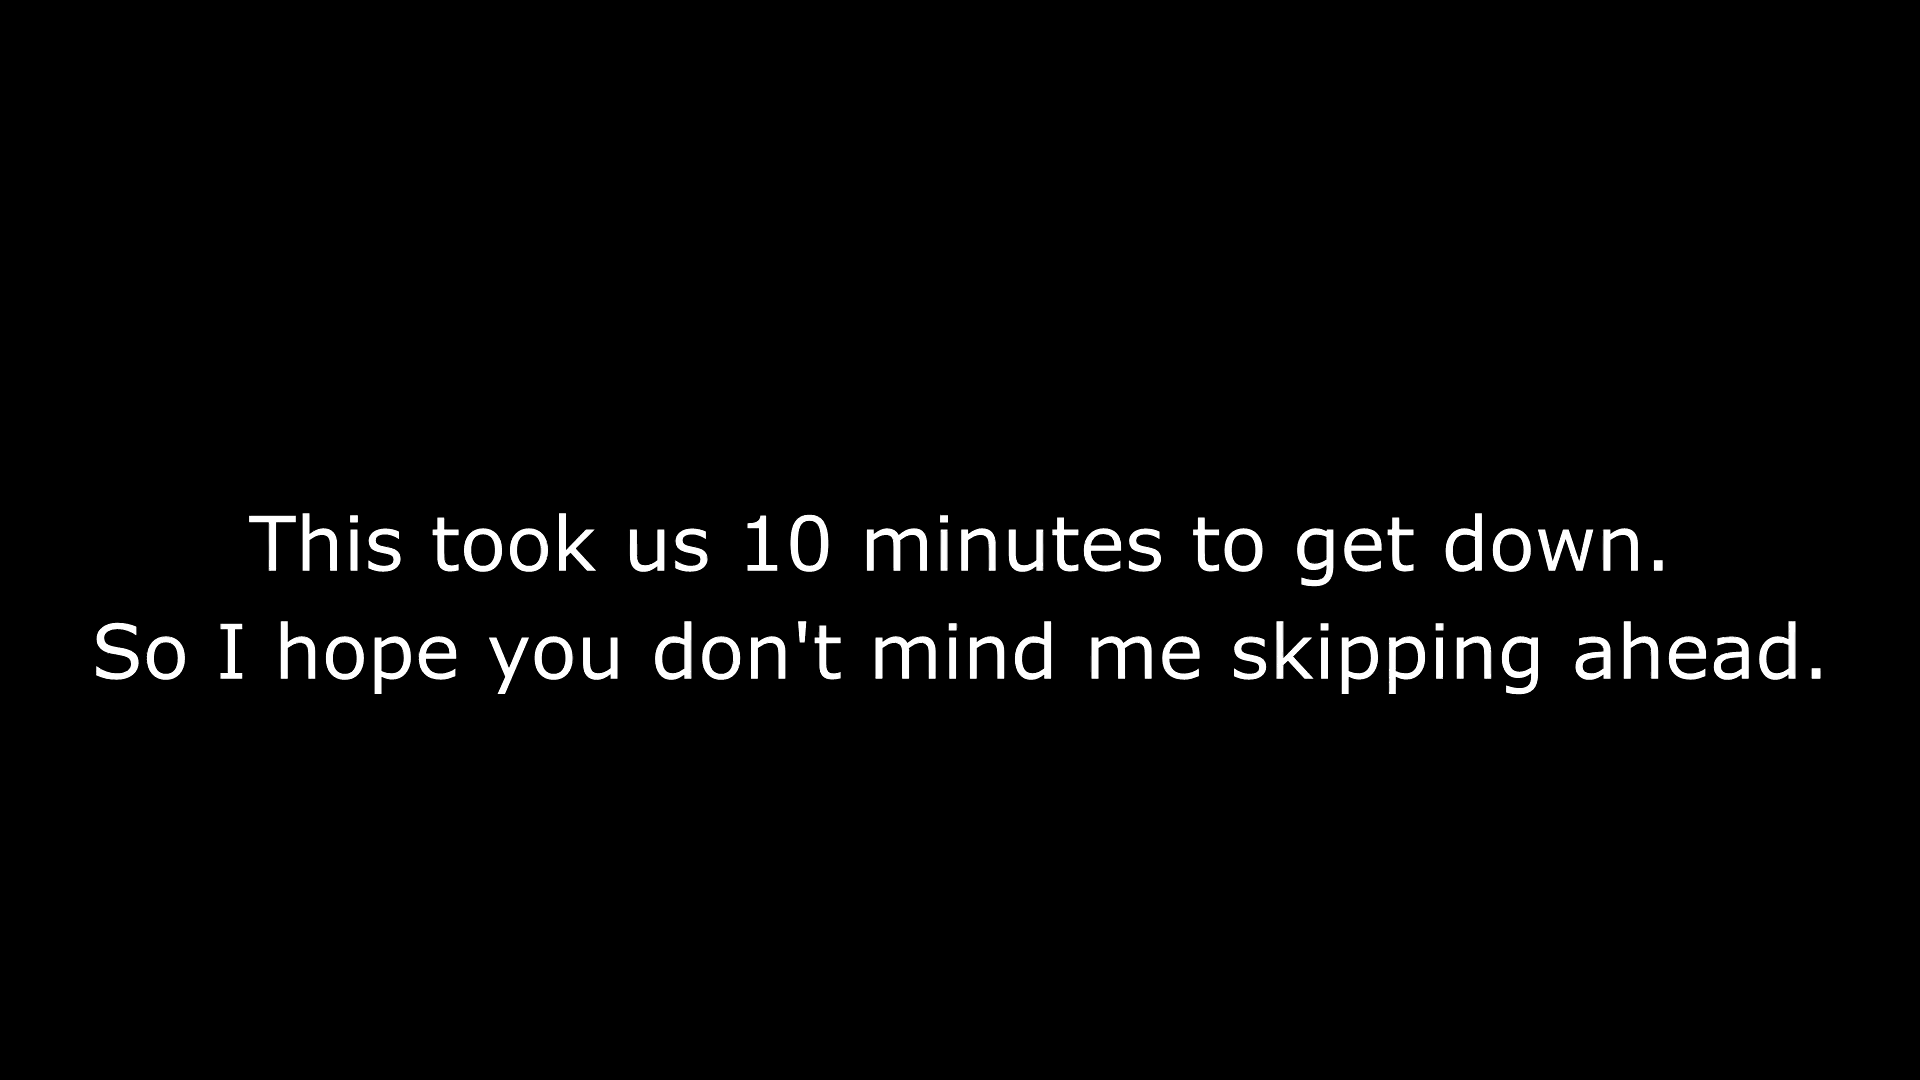 This took us 10 minutes to get down.
So I hope you don't mind me skipping ahead.